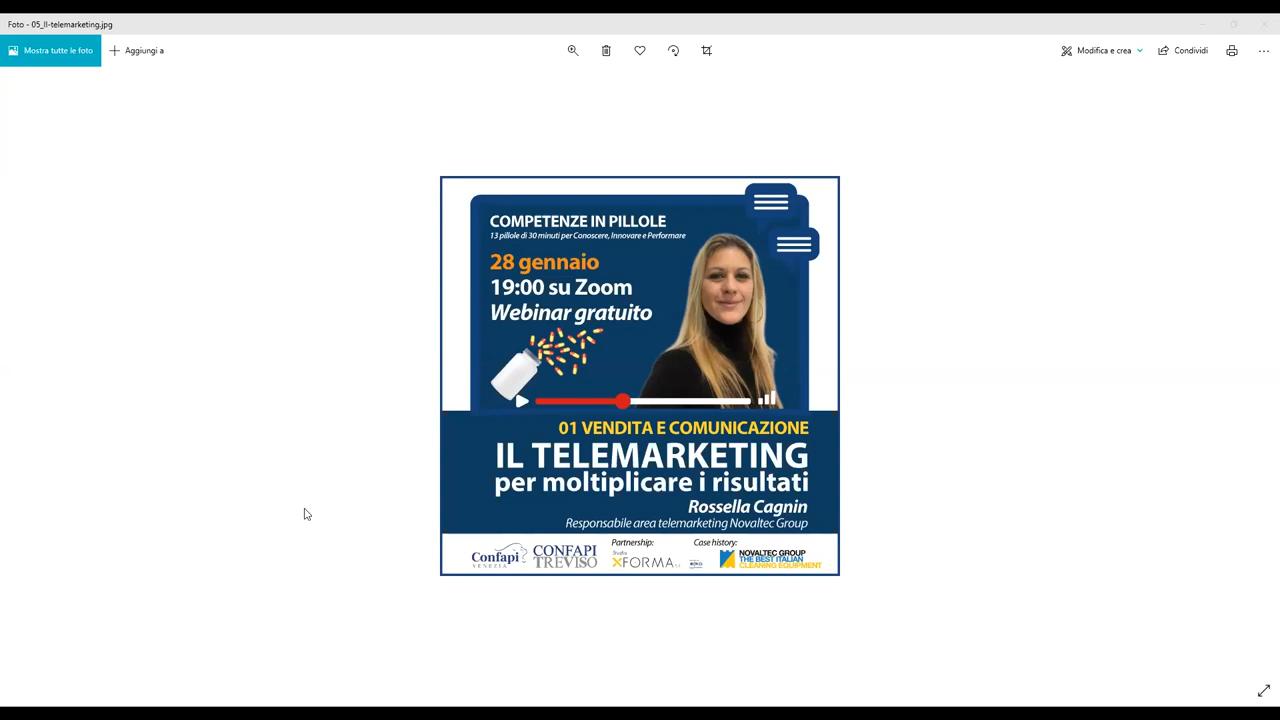 Foto - 05_Il-telemarketing.jpg
Mostra tutte le foto
Aggiungi a
Modifica e crea
Condividi
COMPETENZE IN PILLOLE
13 pillole di 30 minuti per Conoscere, Innovare e Performare
28 gennaio
19:00 su Zoom
Webinar gratuito
01 VENDITA E COMUNICAZIONE
IL TELEMARKETING
per moltiplicare i risultati
Rossella Cagnin
Responsabile area telemarketing Novaltec Group
Partnership:
Case history:
Confapi
VENEZIA
CONFAPI
TREVISO
Studio
XFORMA
NOVALTEC GROUP
THE BEST ITALIAN
CLEANING EQUIPMENT